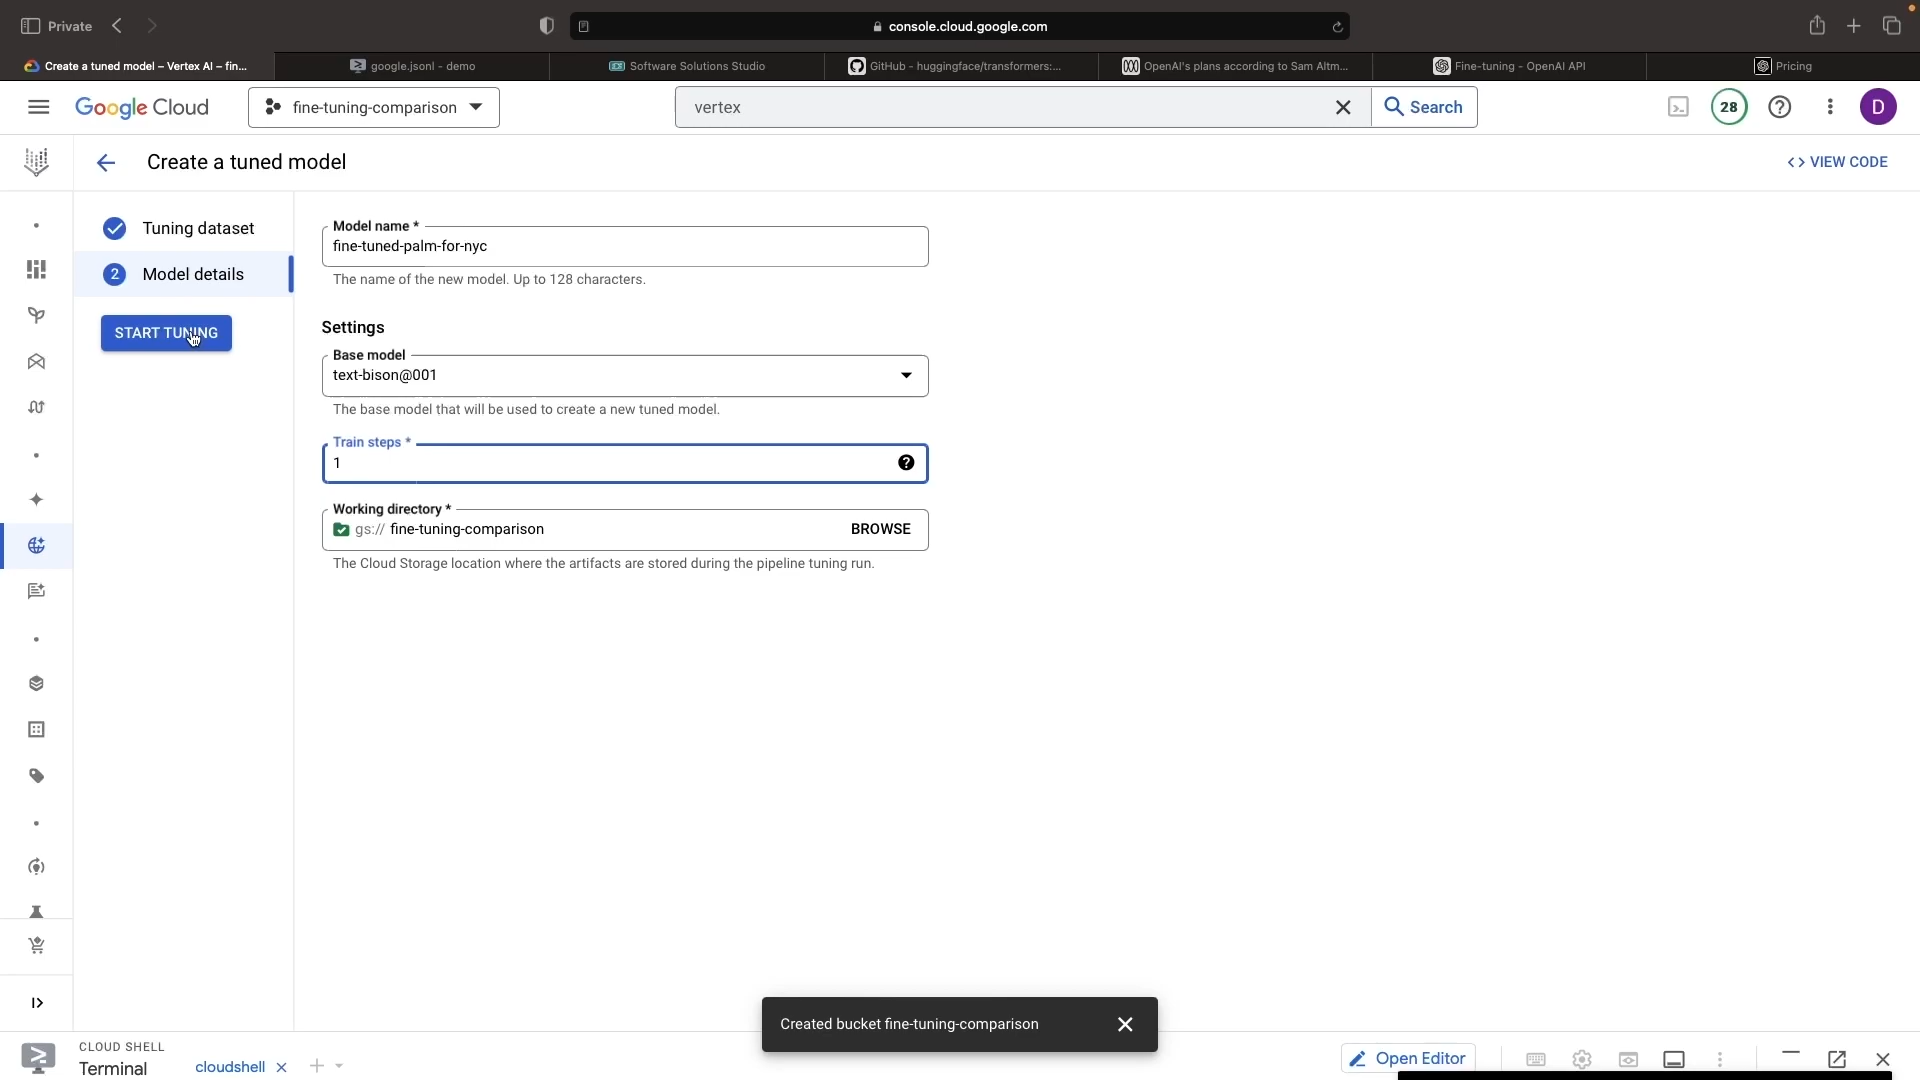 Private
console.cloud.google.com
Create a tuned model – Vertex AI – fin...
google.jsonl - demo
Software Solutions Studio
GitHub - huggingface/transformers:...
OpenAI's plans according to Sam Altm...
Fine-tuning - OpenAI API
Pricing
Google Cloud
fine-tuning-comparison
vertex
Search
28
D
Create a tuned model
<> VIEW CODE
Tuning dataset
2 Model details
START TUNING
Model name *
fine-tuned-palm-for-nyc
The name of the new model. Up to 128 characters.
Settings
Base model
text-bison@001
The base model that will be used to create a new tuned model.
Train steps *
1
Working directory *
gs:// fine-tuning-comparison
BROWSE
The Cloud Storage location where the artifacts are stored during the pipeline tuning run.
Created bucket fine-tuning-comparison
CLOUD SHELL
Terminal
cloudshell
Open Editor